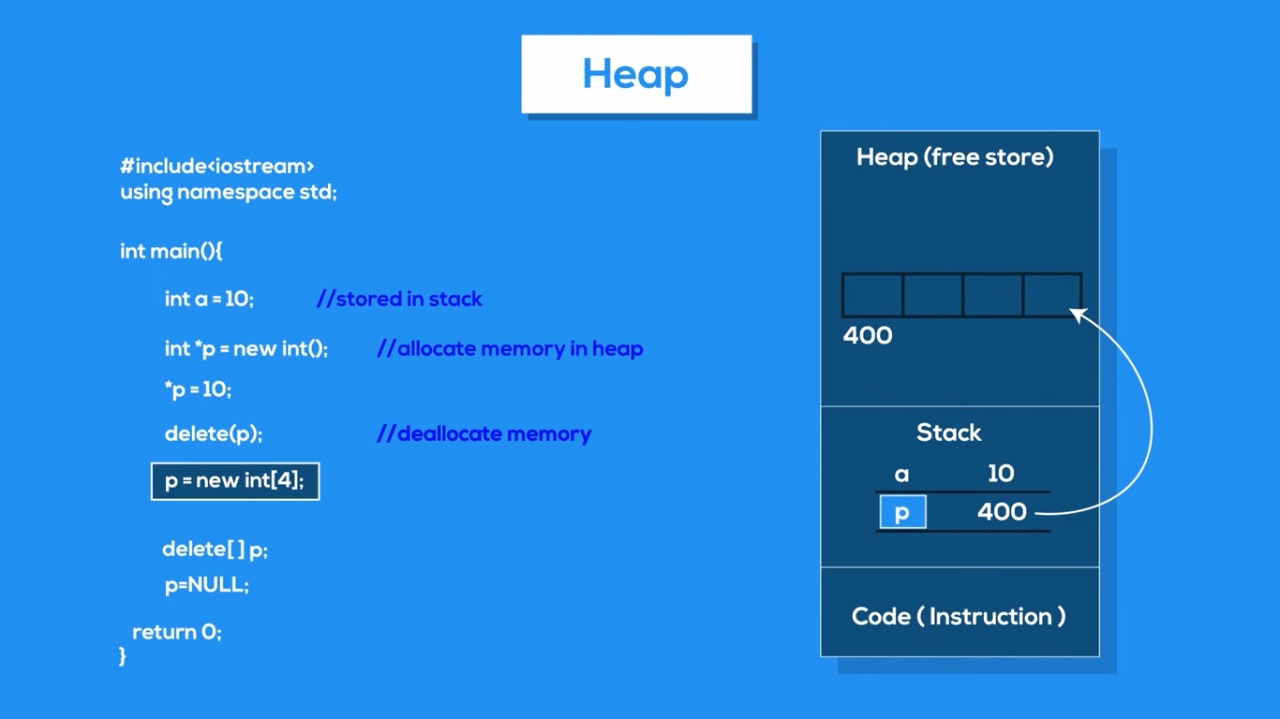 Heap
#include<iostream>
using namespace std;
int main(){
int a = 10; //stored in stack
int *p = new int(); //allocate memory in heap
*p = 10;
delete(p); //deallocate memory
p = new int[4];
delete[ ] p;
p=NULL;
return 0;
}
Heap (free store)
400
Stack
a 10
p 400
Code ( Instruction )